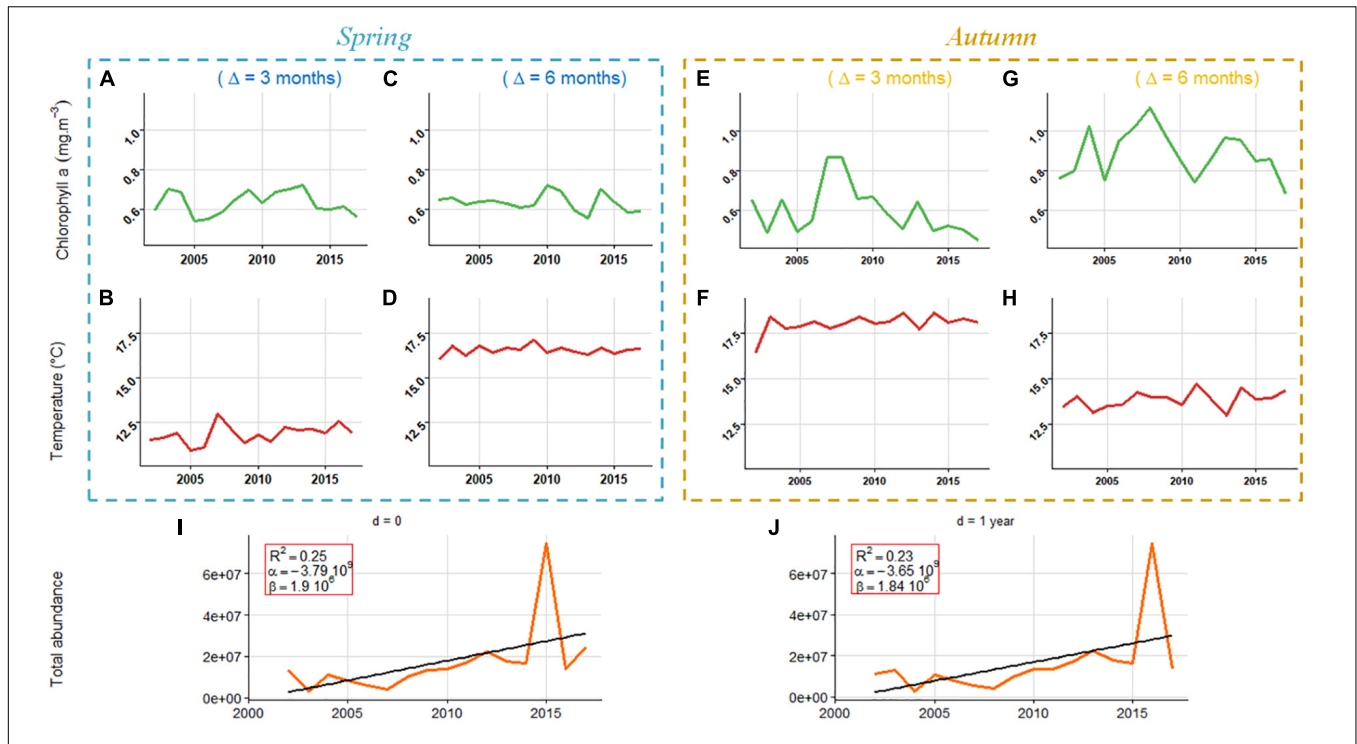 Spring
Autumn
A ( Δ = 3 months) C ( Δ = 6 months) E ( Δ = 3 months) G ( Δ = 6 months)
Chlorophyll a (mg.m⁻³)
1.0 1.0 1.0 1.0
0.8 0.8 0.8 0.8
0.6 0.6 0.6 0.6
2005 2010 2015 2005 2010 2015 2005 2010 2015 2005 2010 2015
B D F H
Temperature (°C)
17.5 17.5 17.5 17.5
15.0 15.0 15.0 15.0
12.5 12.5 12.5 12.5
2005 2010 2015 2005 2010 2015 2005 2010 2015 2005 2010 2015
I d = 0 J d = 1 year
Total abundance
R² = 0.25
α = −3.79 10⁹
β = 1.9 10⁶
R² = 0.23
α = −3.65 10⁹
β = 1.84 10⁶
6e+07 6e+07
4e+07 4e+07
2e+07 2e+07
0e+00 0e+00
2000 2005 2010 2015 2000 2005 2010 2015